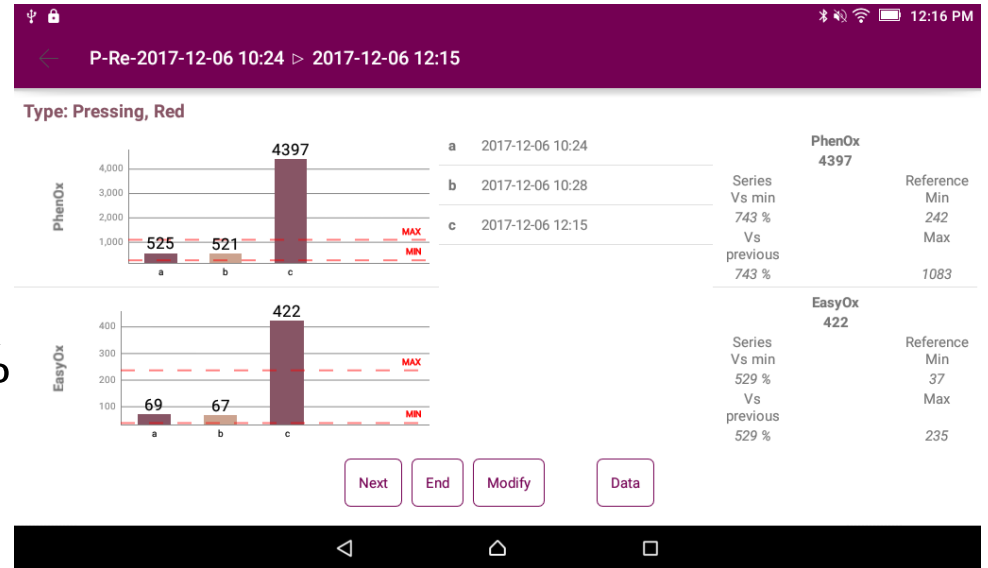 12:16 PM
P-Re-2017-12-06 10:24 ▷ 2017-12-06 12:15
Type: Pressing, Red
PhenOx
4,000
3,000
2,000
1,000
525
521
4397
MAX
MIN
a
b
c
a 2017-12-06 10:24
b 2017-12-06 10:28
c 2017-12-06 12:15
PhenOx
4397
Series Reference
Vs min Min
743 % 242
Vs Max
previous
743 % 1083
EasyOx
400
300
200
100
69
67
422
MAX
MIN
a
b
c
EasyOx
422
Series Reference
Vs min Min
529 % 37
Vs Max
previous
529 % 235
Next End Modify Data